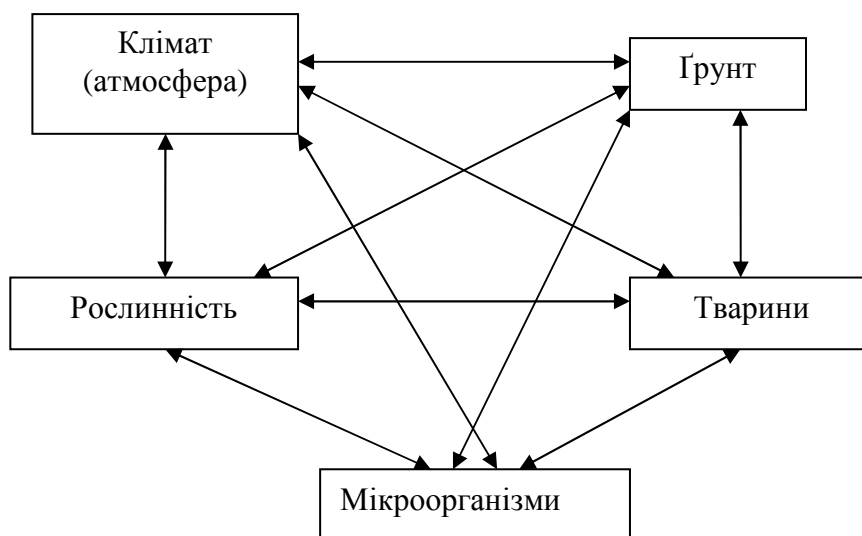 Клімат
(атмосфера)
Ґрунт
Рослинність
Тварини
Мікроорганізми